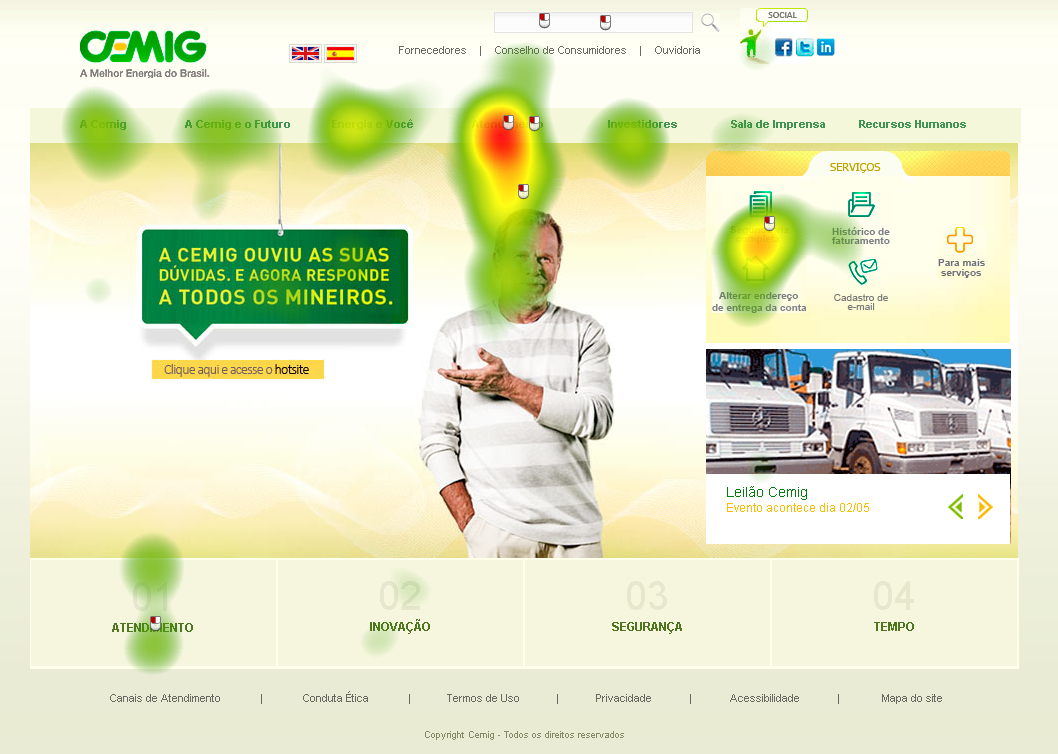 SOCIAL
CEMIG
A Melhor Energia do Brasil.
Fornecedores | Conselho de Consumidores | Ouvidoria
A Cemig A Cemig e o Futuro Energia e Você Investidores Sala de Imprensa Recursos Humanos
SERVIÇOS
A CEMIG OUVIU AS SUAS
DÚVIDAS. E AGORA RESPONDE
A TODOS OS MINEIROS.
Clique aqui e acesse o hotsite
Histórico de
faturamento
Para mais
serviços
Alterar endereço
de entrega da conta
Cadastro de
e-mail
Leilão Cemig
Evento acontece dia 02/05
01 02 03 04
ATENDIMENTO INOVAÇÃO SEGURANÇA TEMPO
Canais de Atendimento | Conduta Ética | Termos de Uso | Privacidade | Acessibilidade | Mapa do site
Copyright Cemig - Todos os direitos reservados